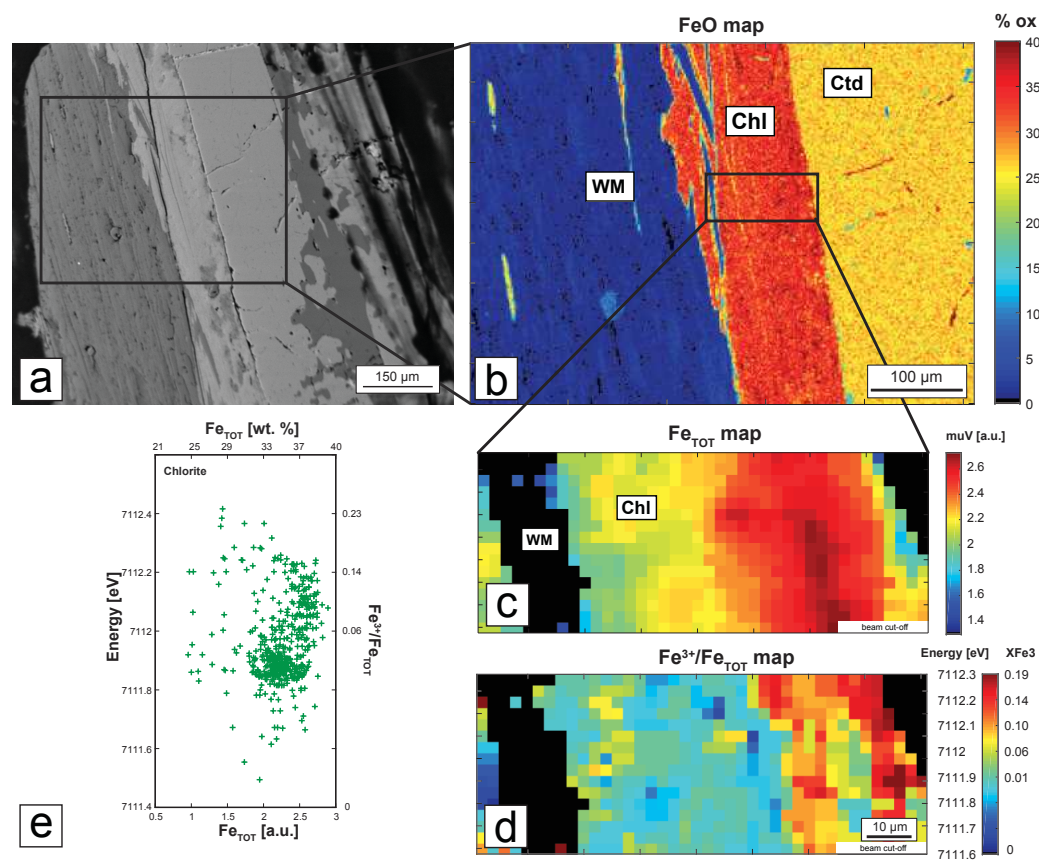 FeO map
% ox
Ctd
Chl
WM
a
150 µm
b
100 µm
40
35
30
25
20
15
10
5
0
Fe_TOT [wt. %]
21 25 29 33 37 40
Chlorite
7112.4
7112.2
7112
7111.8
7111.6
7111.4
Energy [eV]
0.23
0.14
0.06
0
Fe³⁺/Fe_TOT
0.5 1 1.5 2 2.5 3
Fe_TOT [a.u.]
e
Fe_TOT map
muV [a.u.]
Chl
WM
c
beam cut-off
2.6
2.4
2.2
2
1.8
1.6
1.4
Fe³⁺/Fe_TOT map
Energy [eV] XFe3
7112.3 0.19
7112.2 0.14
7112.1 0.10
7112 0.06
7111.9 0.01
7111.8
7111.7
7111.6 0
d
10 µm
beam cut-off